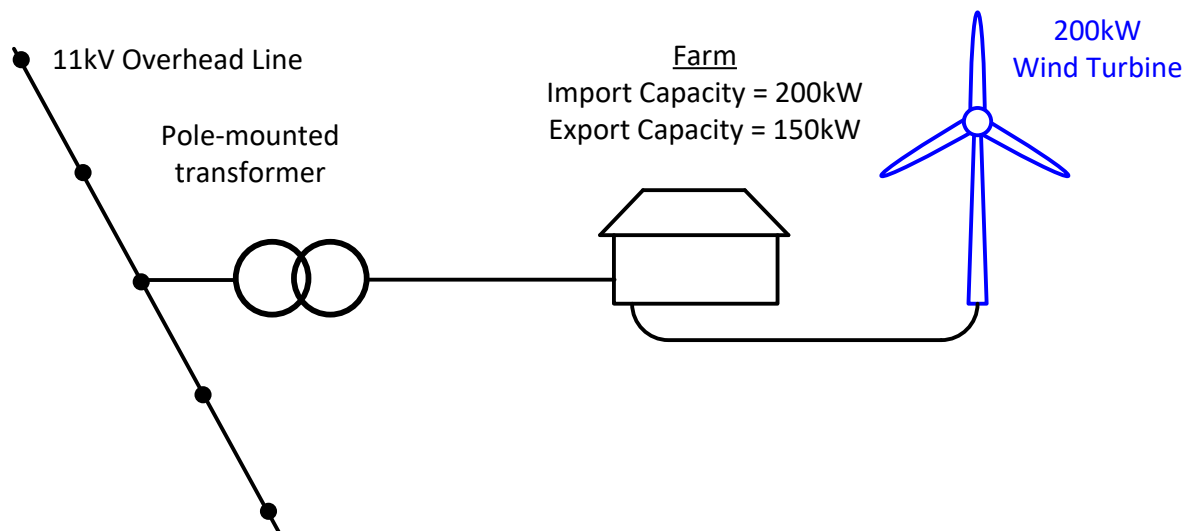 11kV Overhead Line
Pole-mounted
transformer
Farm
Import Capacity = 200kW
Export Capacity = 150kW
200kW
Wind Turbine